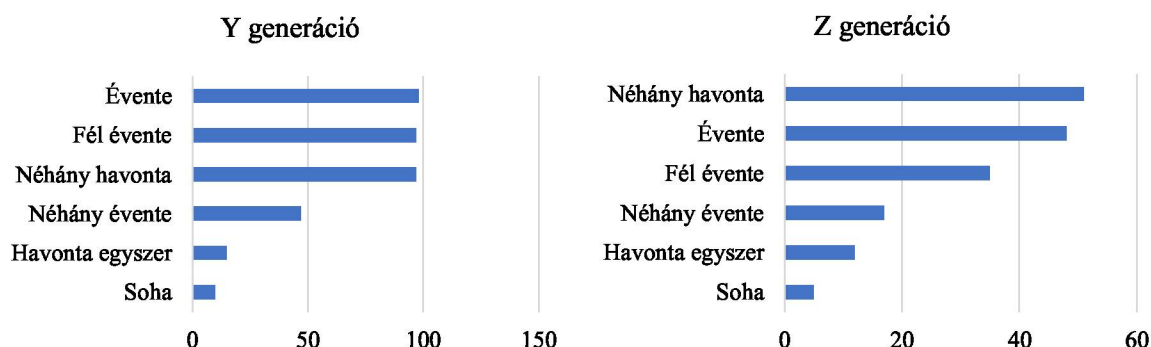 Y generáció
Évente
Fél évente
Néhány havonta
Néhány évente
Havonta egyszer
Soha
0 50 100 150
Z generáció
Néhány havonta
Évente
Fél évente
Néhány évente
Havonta egyszer
Soha
0 20 40 60